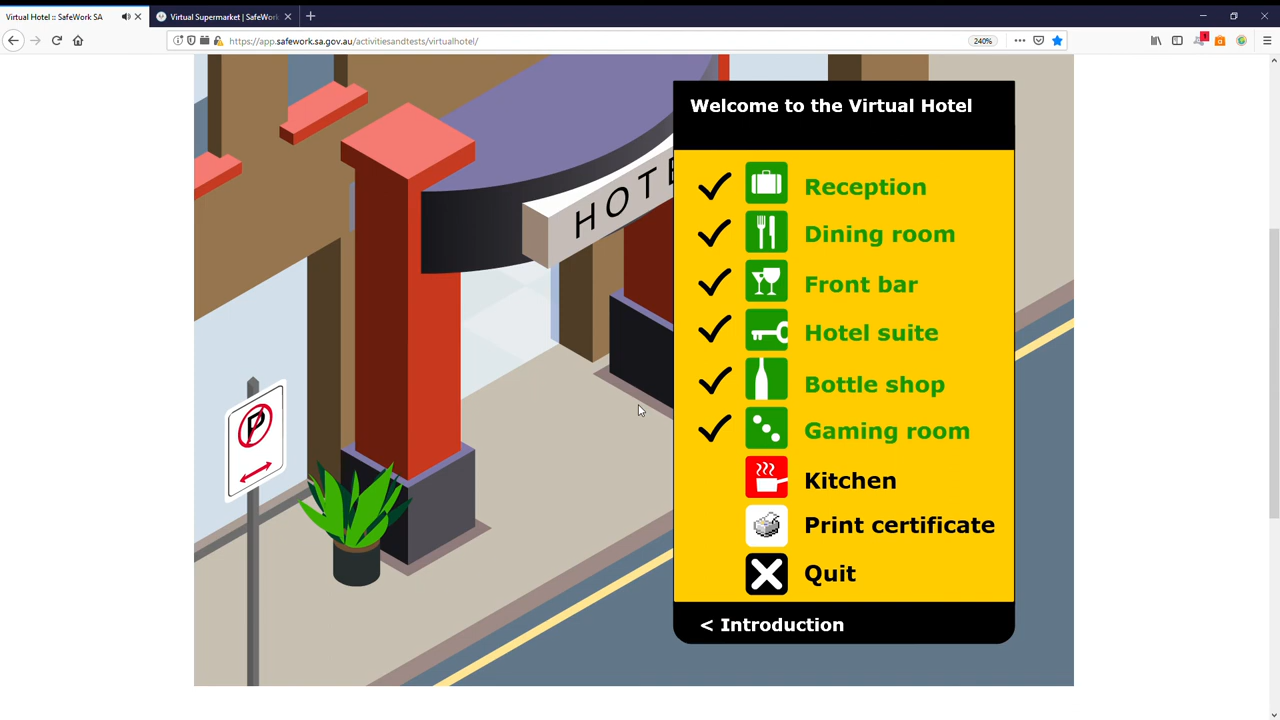 Virtual Hotel :: SafeWork SA
Virtual Supermarket | SafeWork
https://app.safework.sa.gov.au/activitiesandtests/virtualhotel/
240%
1
HOTE
P
Welcome to the Virtual Hotel
Reception
Dining room
Front bar
Hotel suite
Bottle shop
Gaming room
Kitchen
Print certificate
Quit
< Introduction